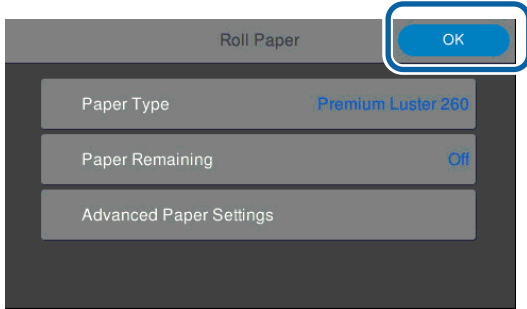 Roll Paper
OK
Paper Type Premium Luster 260
Paper Remaining Off
Advanced Paper Settings